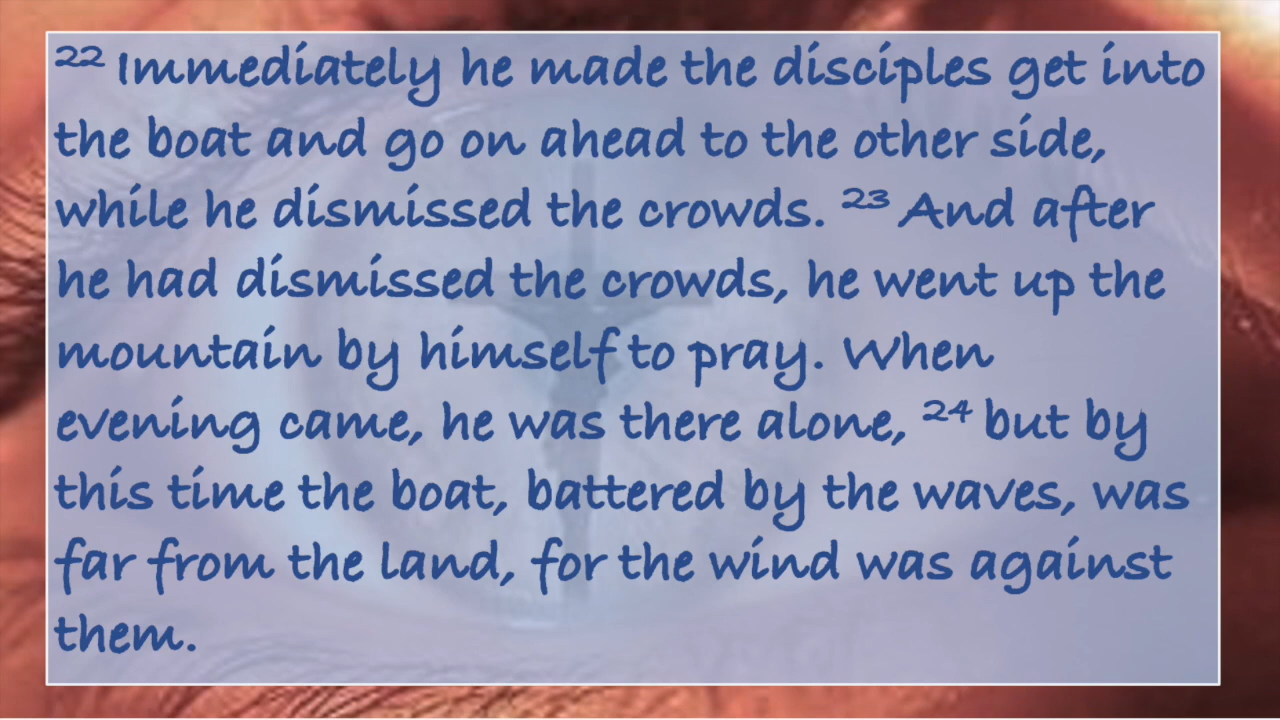 22 Immediately he made the disciples get into
the boat and go on ahead to the other side,
while he dismissed the crowds. 23 And after
he had dismissed the crowds, he went up the
mountain by himself to pray. When
evening came, he was there alone, 24 but by
this time the boat, battered by the waves, was
far from the land, for the wind was against
them.